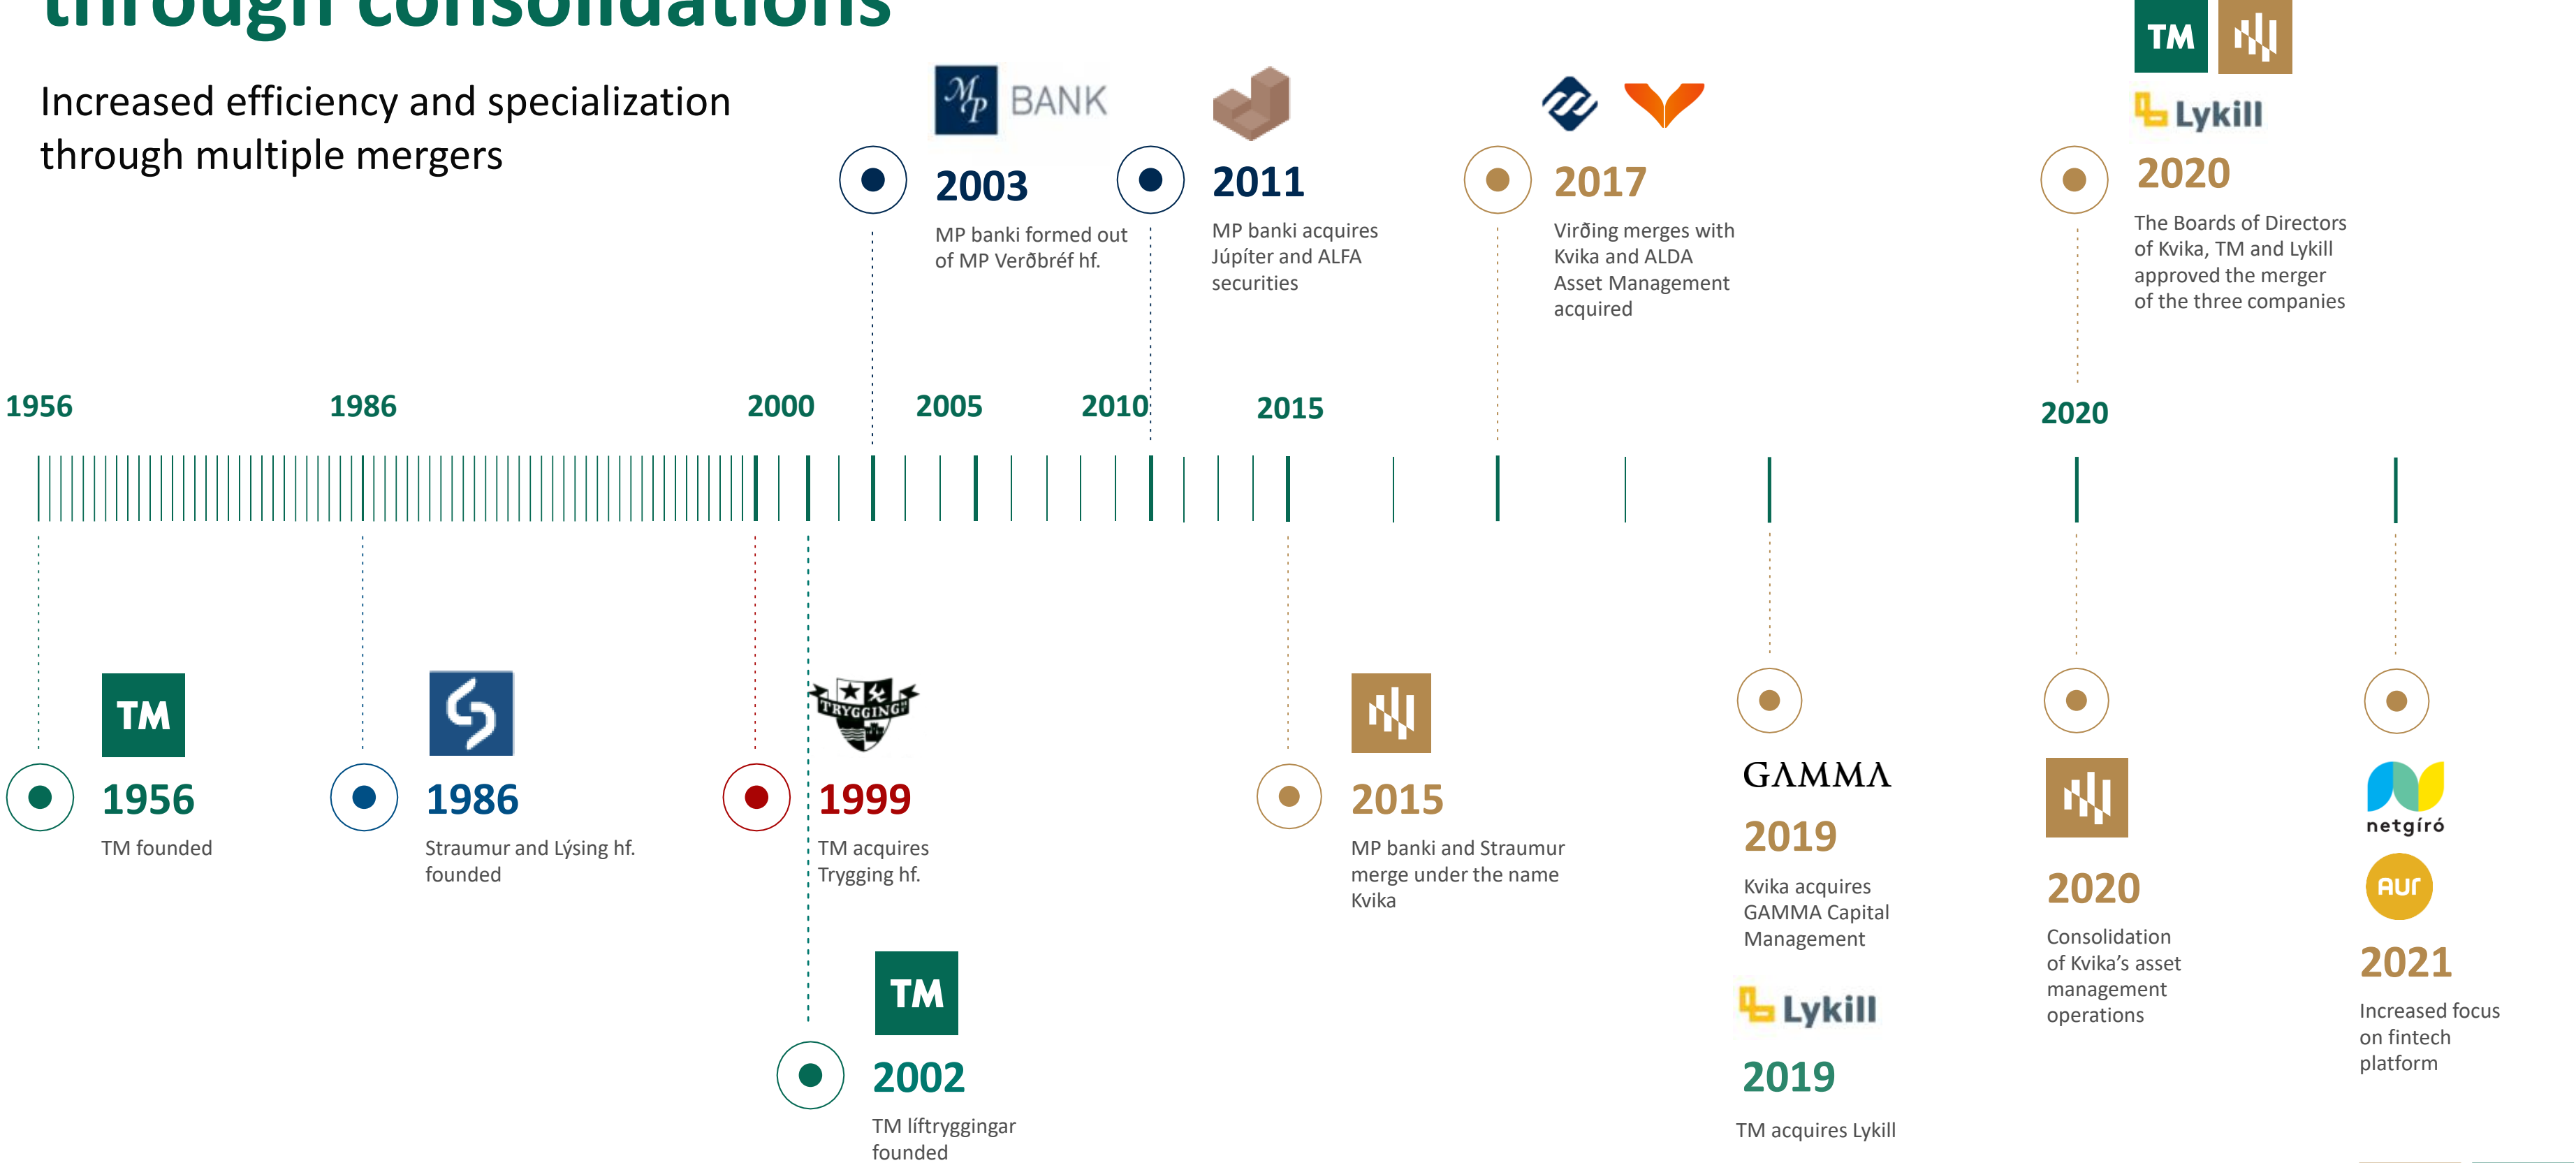 through consolidations
Increased efficiency and specialization
through multiple mergers
MP BANK
2003
MP banki formed out
of MP Verðbréf hf.
2011
MP banki acquires
Júpíter and ALFA
securities
2017
Virðing merges with
Kvika and ALDA
Asset Management
acquired
TM
Lykill
2020
The Boards of Directors
of Kvika, TM and Lykill
approved the merger
of the three companies
1956
1986
2000
2005
2010
2015
2020
TM
1956
TM founded
1986
Straumur and Lýsing hf.
founded
TRYGGING HF
1999
TM acquires
Trygging hf.
TM
2002
TM líftryggingar
founded
2015
MP banki and Straumur
merge under the name
Kvika
GAMMA
2019
Kvika acquires
GAMMA Capital
Management
Lykill
2019
TM acquires Lykill
2020
Consolidation
of Kvika’s asset
management
operations
netgíró
aur
2021
Increased focus
on fintech
platform